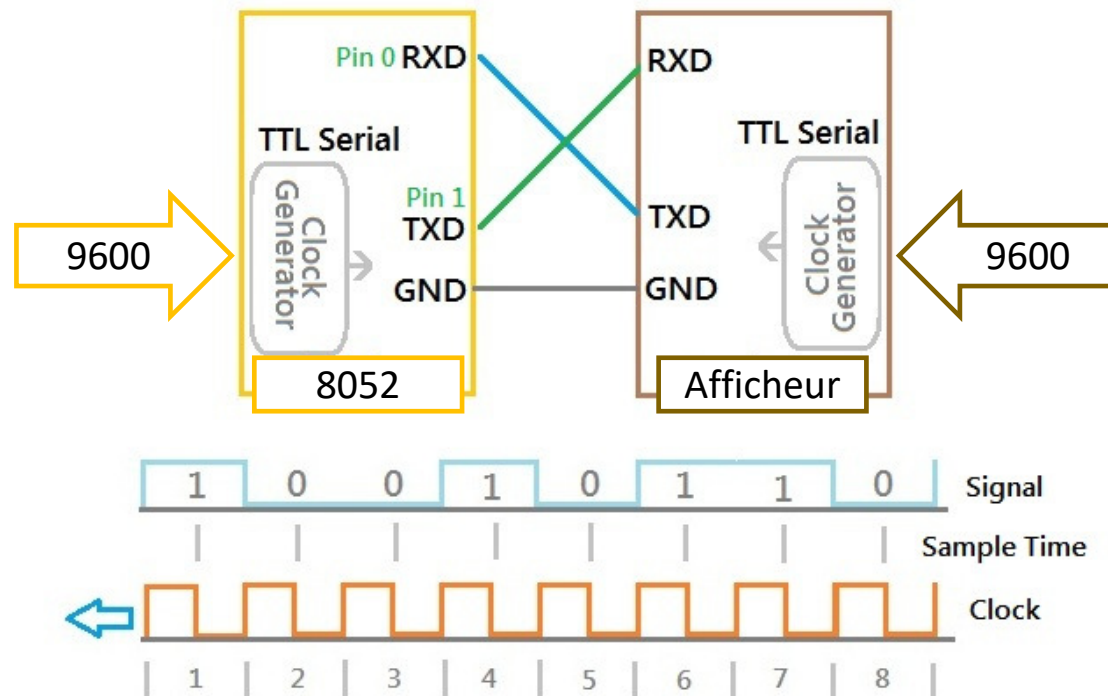 Pin 0 RXD
RXD
TTL Serial
TTL Serial
Clock
Generator
Pin 1
TXD
TXD
Clock
Generator
9600
9600
GND
GND
8052
Afficheur
1 0 0 1 0 1 1 0 Signal
Sample Time
Clock
1 2 3 4 5 6 7 8